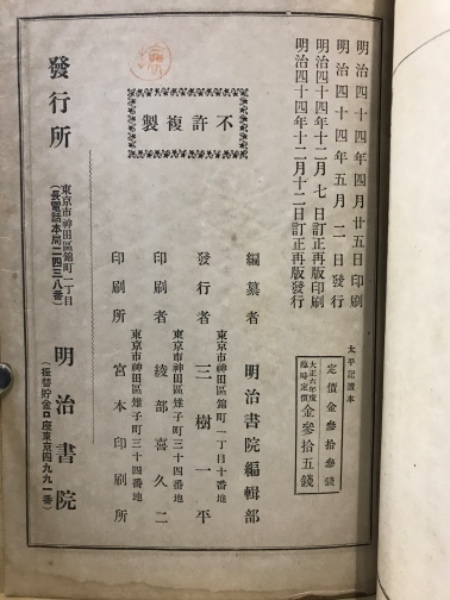 明治四十四年四月廿五日印刷
明治四十四年五月二日發行
明治四十四年十二月七日訂正再版印刷
明治四十四年十二月十二日訂正再版發行
太平記讀本
定價金參拾參錢
大正六年度
臨時定價
金參拾五錢
不許複製
編纂者 明治書院編輯部
東京市神田區錦町一丁目十番地
發行者 三樹一平
東京市神田區雉子町三十四番地
印刷者 綾部喜久二
東京市神田區雉子町三十四番地
印刷所 宮本印刷所
發行所
東京市神田區錦町一丁目
(長電話本局二四三八番)
明治書院
(振替貯金口座東京四九九一番)